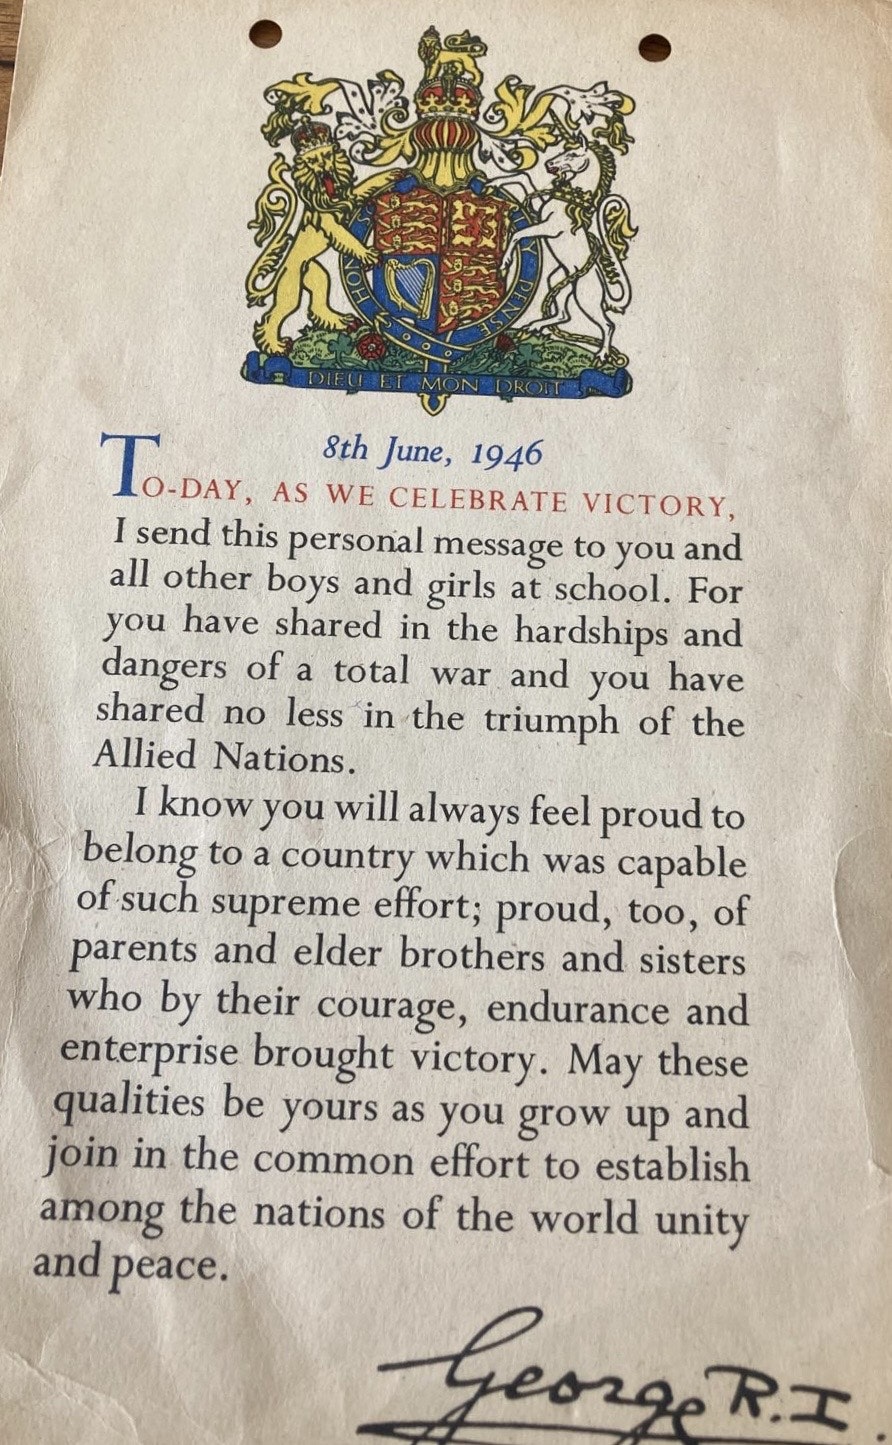 HON
Y PENSE
DIEU ET MON DROIT
8th June, 1946
TO-DAY, AS WE CELEBRATE VICTORY,
I send this personal message to you and
all other boys and girls at school. For
you have shared in the hardships and
dangers of a total war and you have
shared no less in the triumph of the
Allied Nations.
I know you will always feel proud to
belong to a country which was capable
of such supreme effort; proud, too, of
parents and elder brothers and sisters
who by their courage, endurance and
enterprise brought victory. May these
qualities be yours as you grow up and
join in the common effort to establish
among the nations of the world unity
and peace.
George R.I.